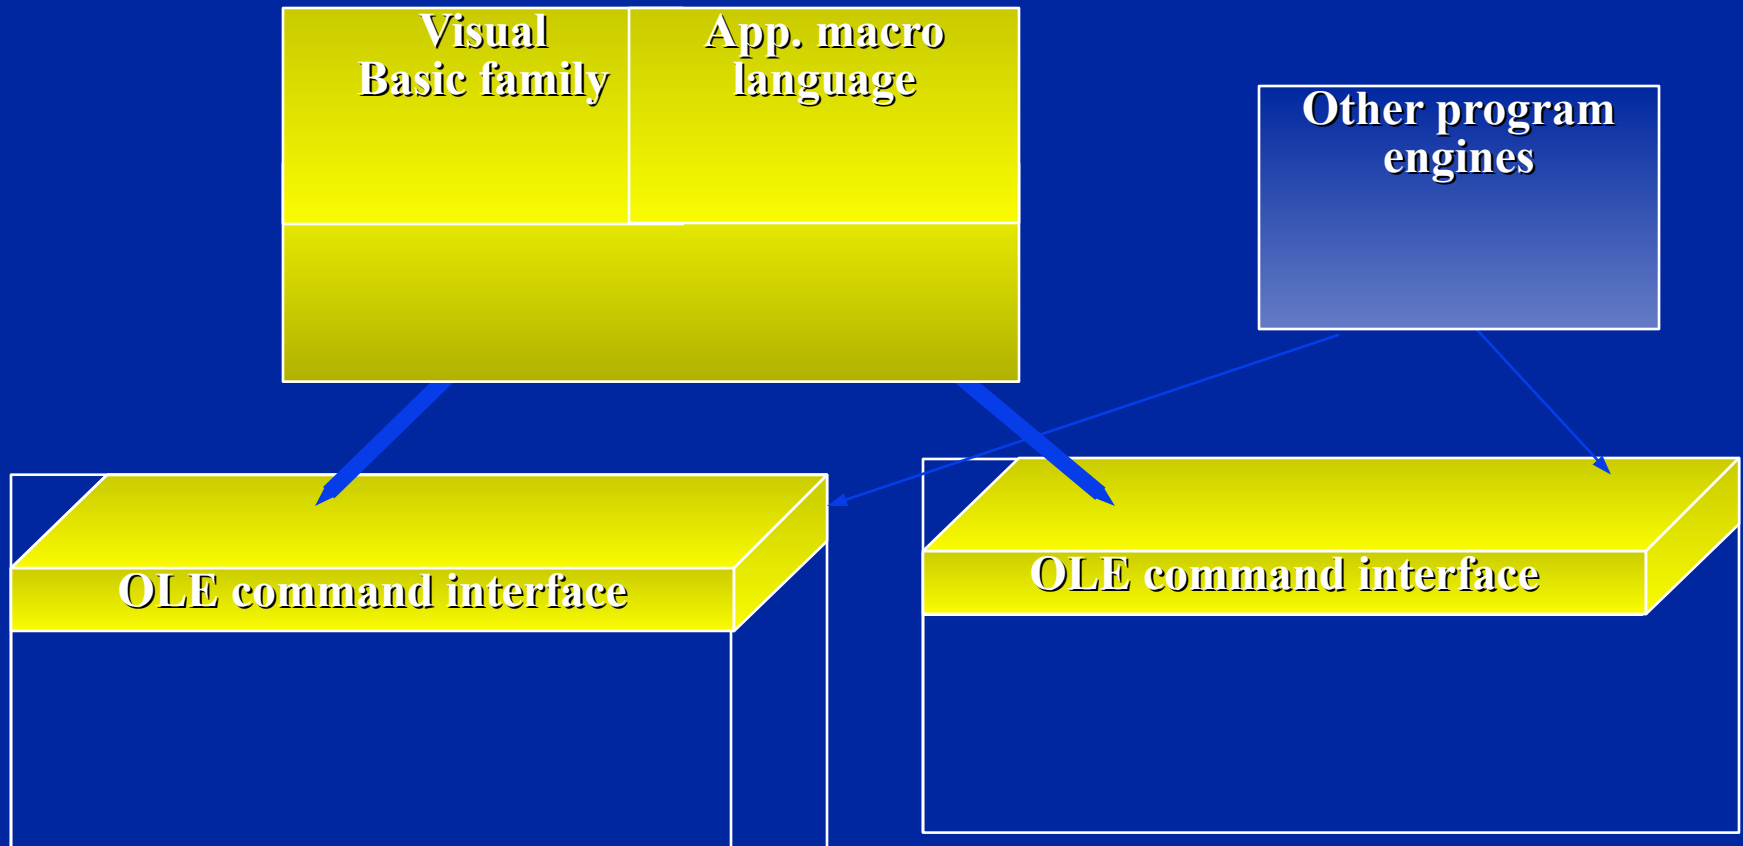 Visual
Basic family
App. macro
language
Other program
engines
OLE command interface
OLE command interface